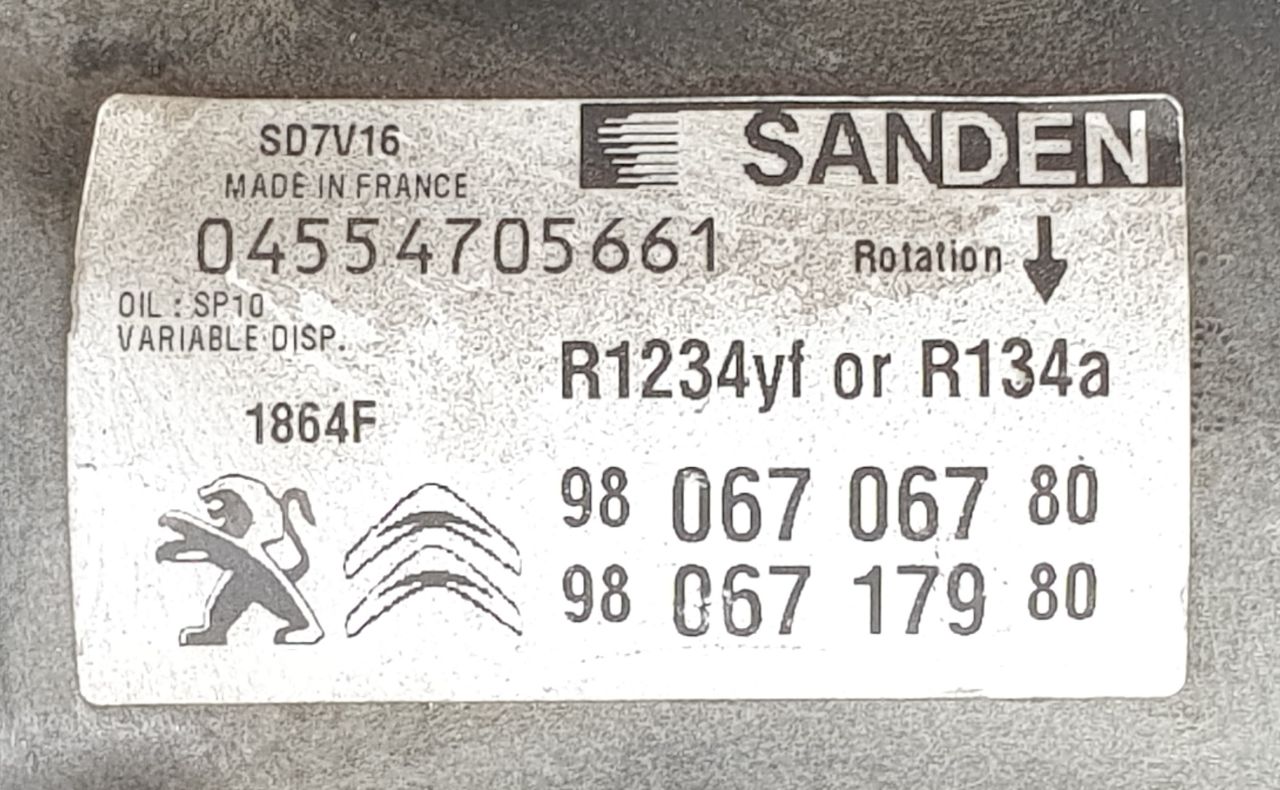 SD7V16
SANDEN
MADE IN FRANCE
04554705661
Rotation
OIL : SP10
VARIABLE DISP.
R1234yf or R134a
1864F
98 067 067 80
98 067 179 80